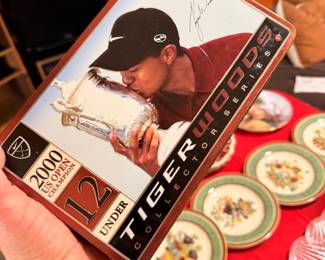 2000
US OPEN
CHAMPION
12
UNDER
TIGER WOODS
COLLECTOR SERIES